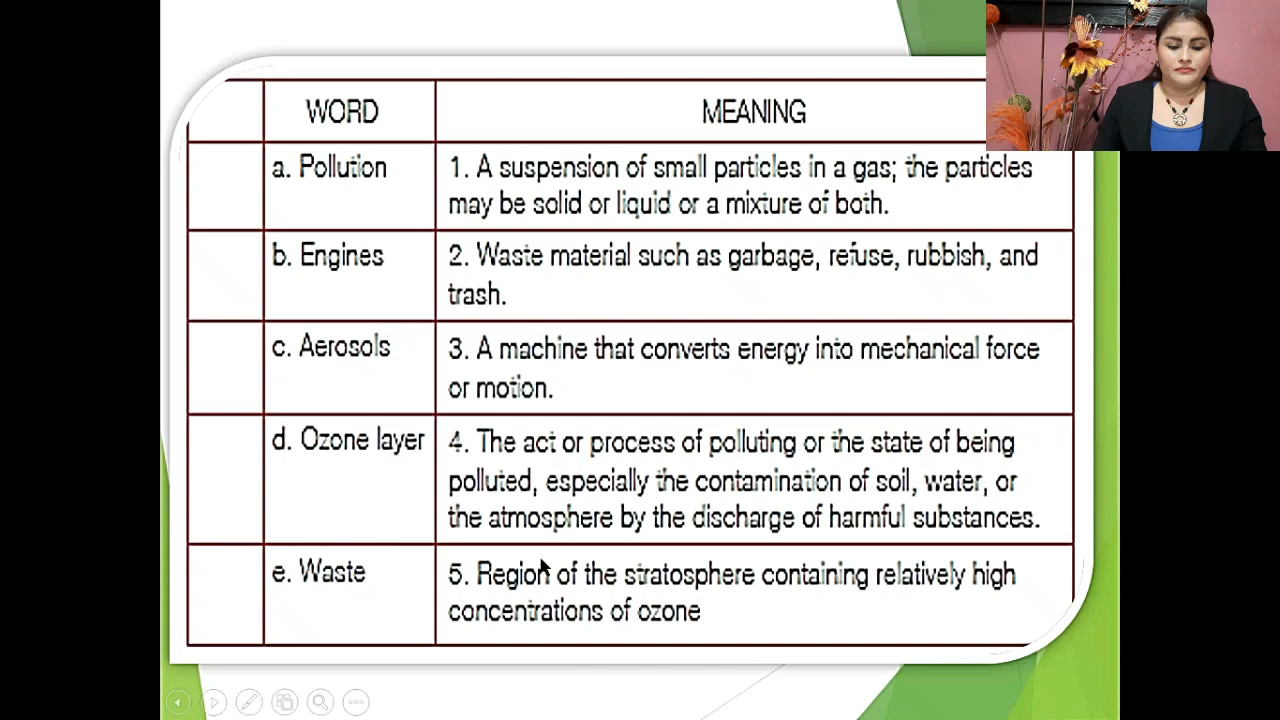 WORD MEANING
a. Pollution 1. A suspension of small particles in a gas; the particles
may be solid or liquid or a mixture of both.
b. Engines 2. Waste material such as garbage, refuse, rubbish, and
trash.
c. Aerosols 3. A machine that converts energy into mechanical force
or motion.
d. Ozone layer 4. The act or process of polluting or the state of being
polluted, especially the contamination of soil, water, or
the atmosphere by the discharge of harmful substances.
e. Waste 5. Region of the stratosphere containing relatively high
concentrations of ozone